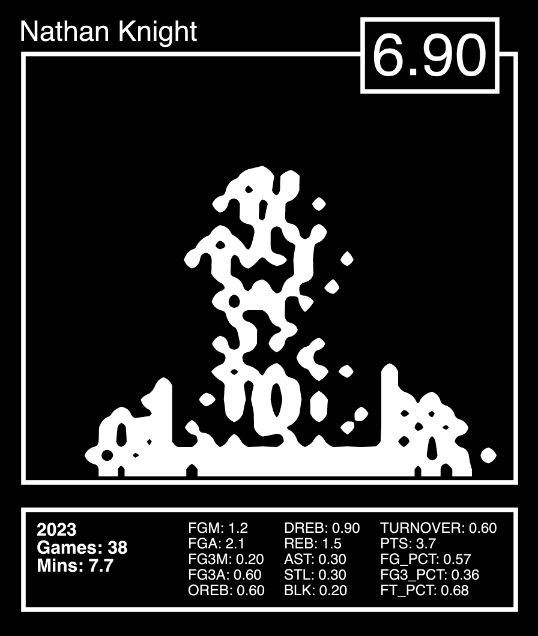 Nathan Knight
6.90
2023
Games: 38
Mins: 7.7
FGM: 1.2
FGA: 2.1
FG3M: 0.20
FG3A: 0.60
OREB: 0.60
DREB: 0.90
REB: 1.5
AST: 0.30
STL: 0.30
BLK: 0.20
TURNOVER: 0.60
PTS: 3.7
FG_PCT: 0.57
FG3_PCT: 0.36
FT_PCT: 0.68